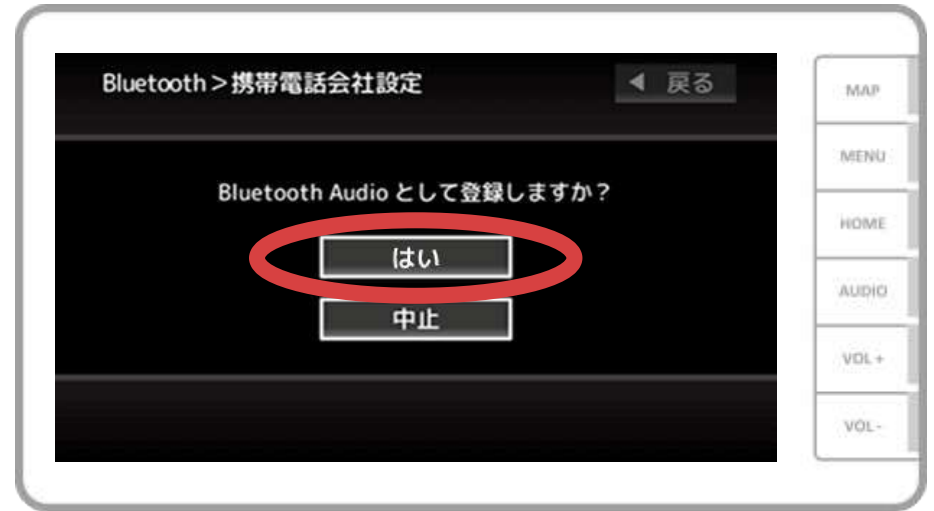 Bluetooth＞携帯電話会社設定
◀ 戻る
Bluetooth Audio として登録しますか？
はい
中止
MAP
MENU
HOME
AUDIO
VOL +
VOL -